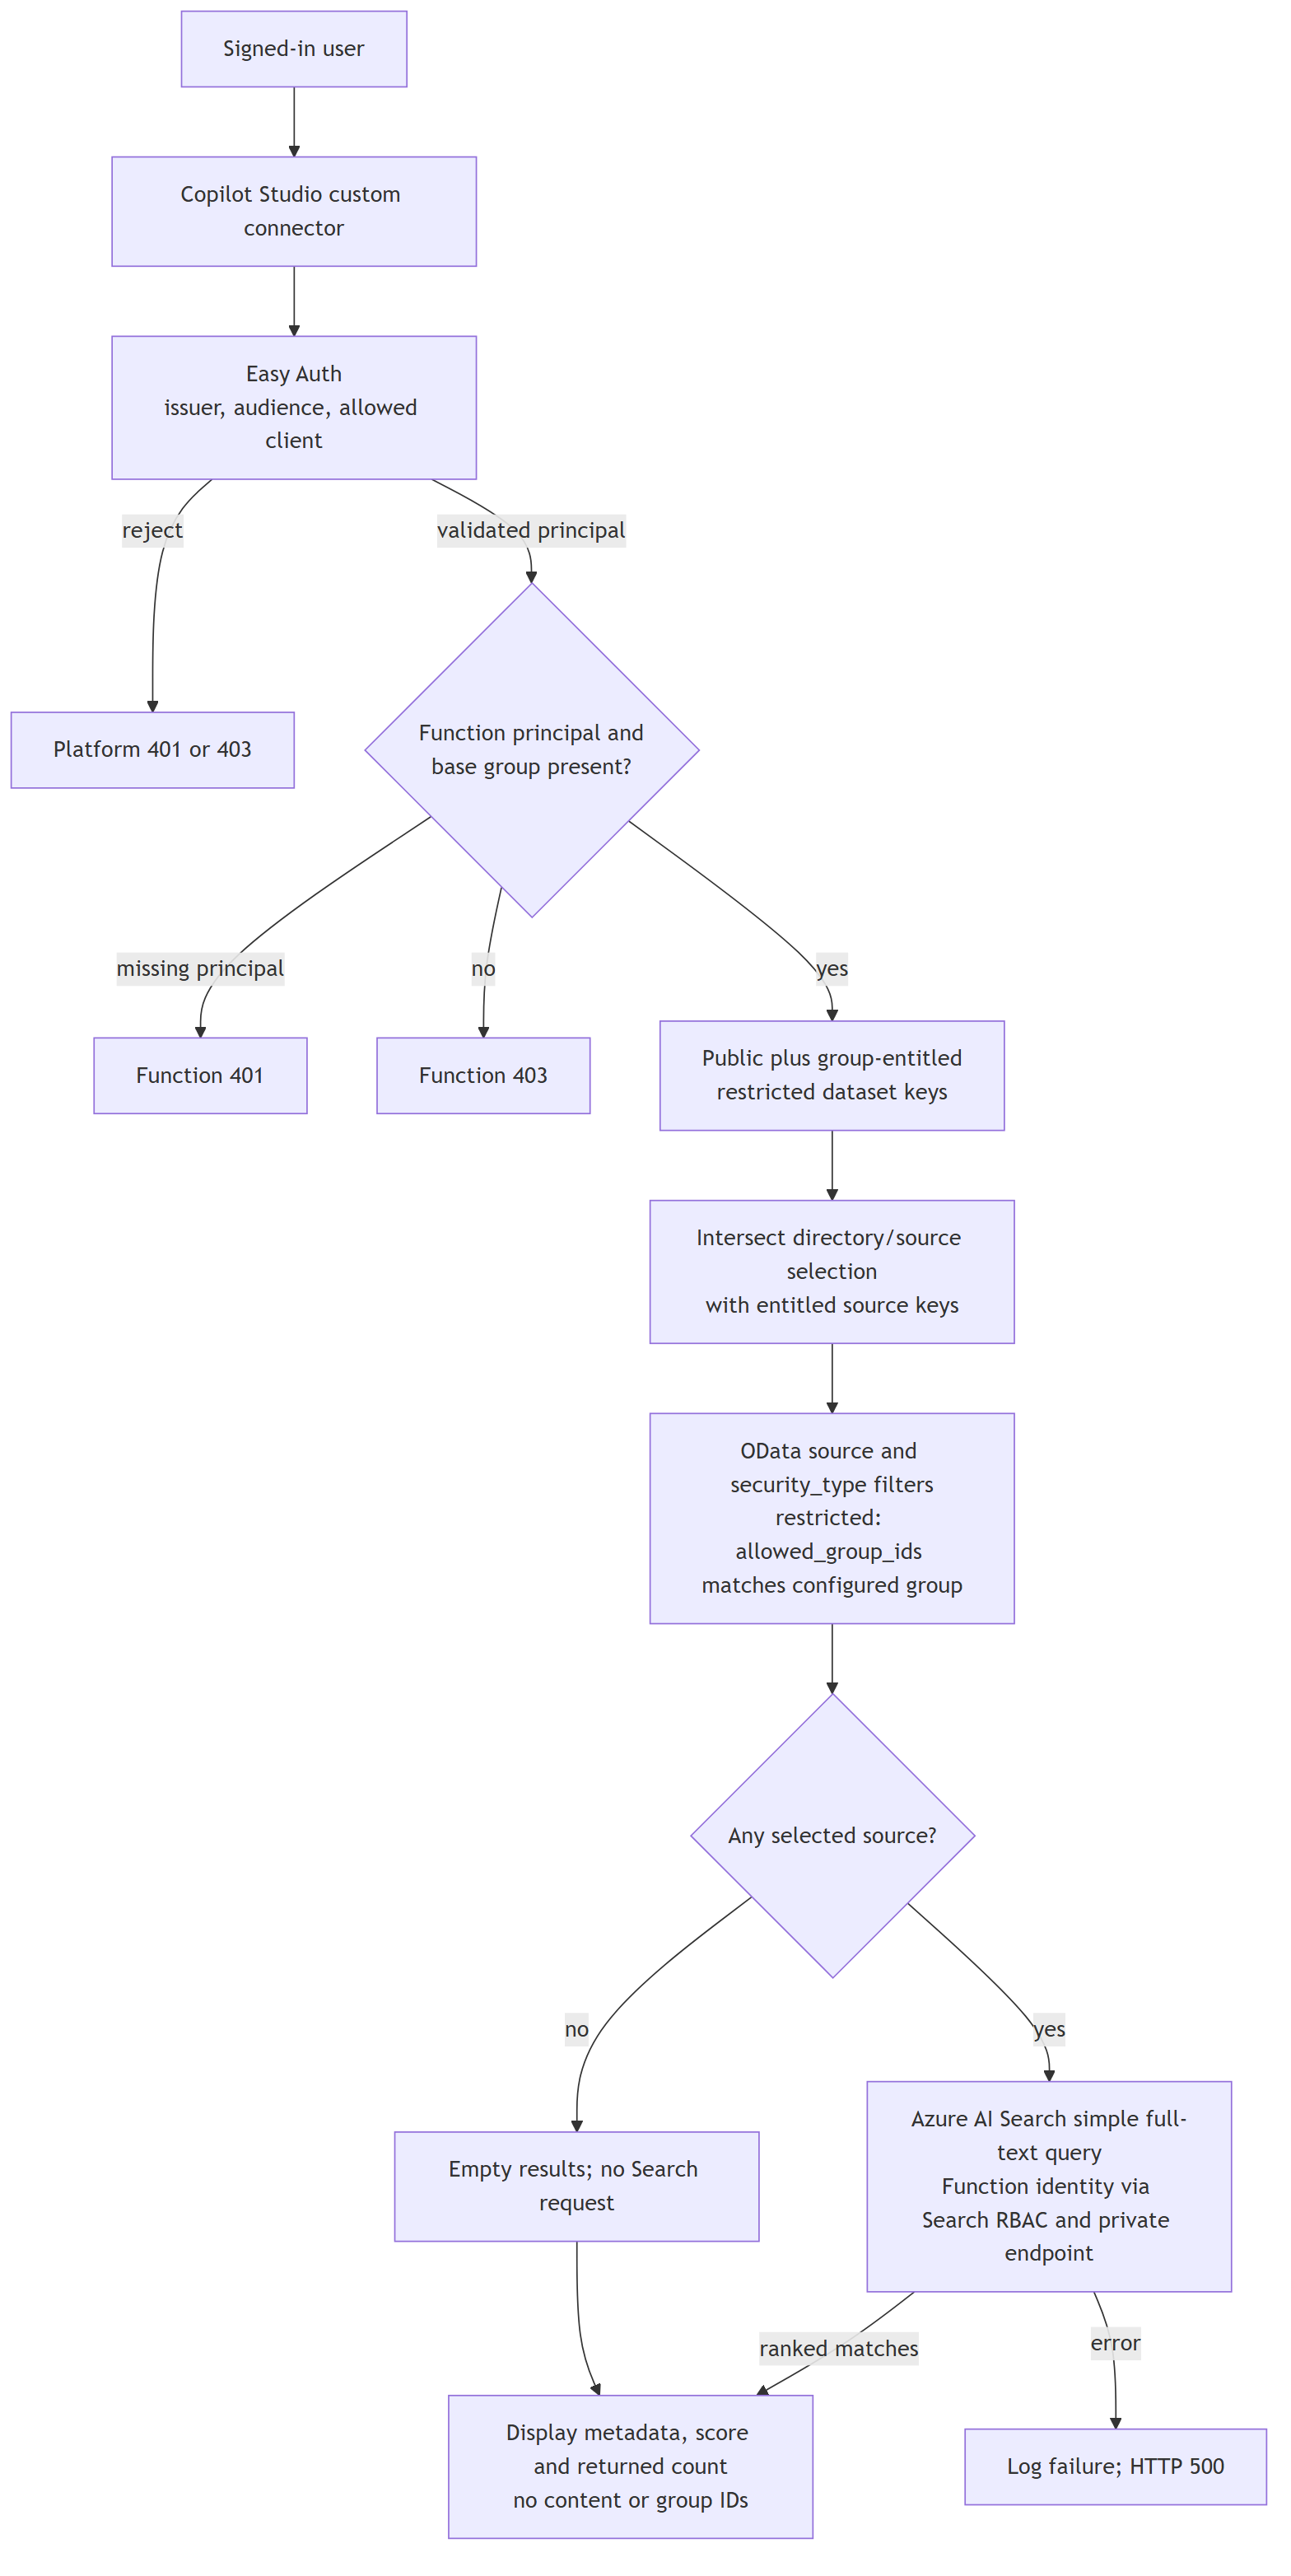 Signed-in user
Copilot Studio custom
connector
Easy Auth
issuer, audience, allowed
client
reject
validated principal
Function principal and
base group present?
Platform 401 or 403
missing principal
no
yes
Function 401
Function 403
Public plus group-entitled
restricted dataset keys
Intersect directory/source
selection
with entitled source keys
OData source and
security_type filters
restricted:
allowed_group_ids
matches configured group
Any selected source?
no
yes
Empty results; no Search
request
Azure AI Search simple full-
text query
Function identity via
Search RBAC and private
endpoint
ranked matches
error
Display metadata, score
and returned count
no content or group IDs
Log failure; HTTP 500